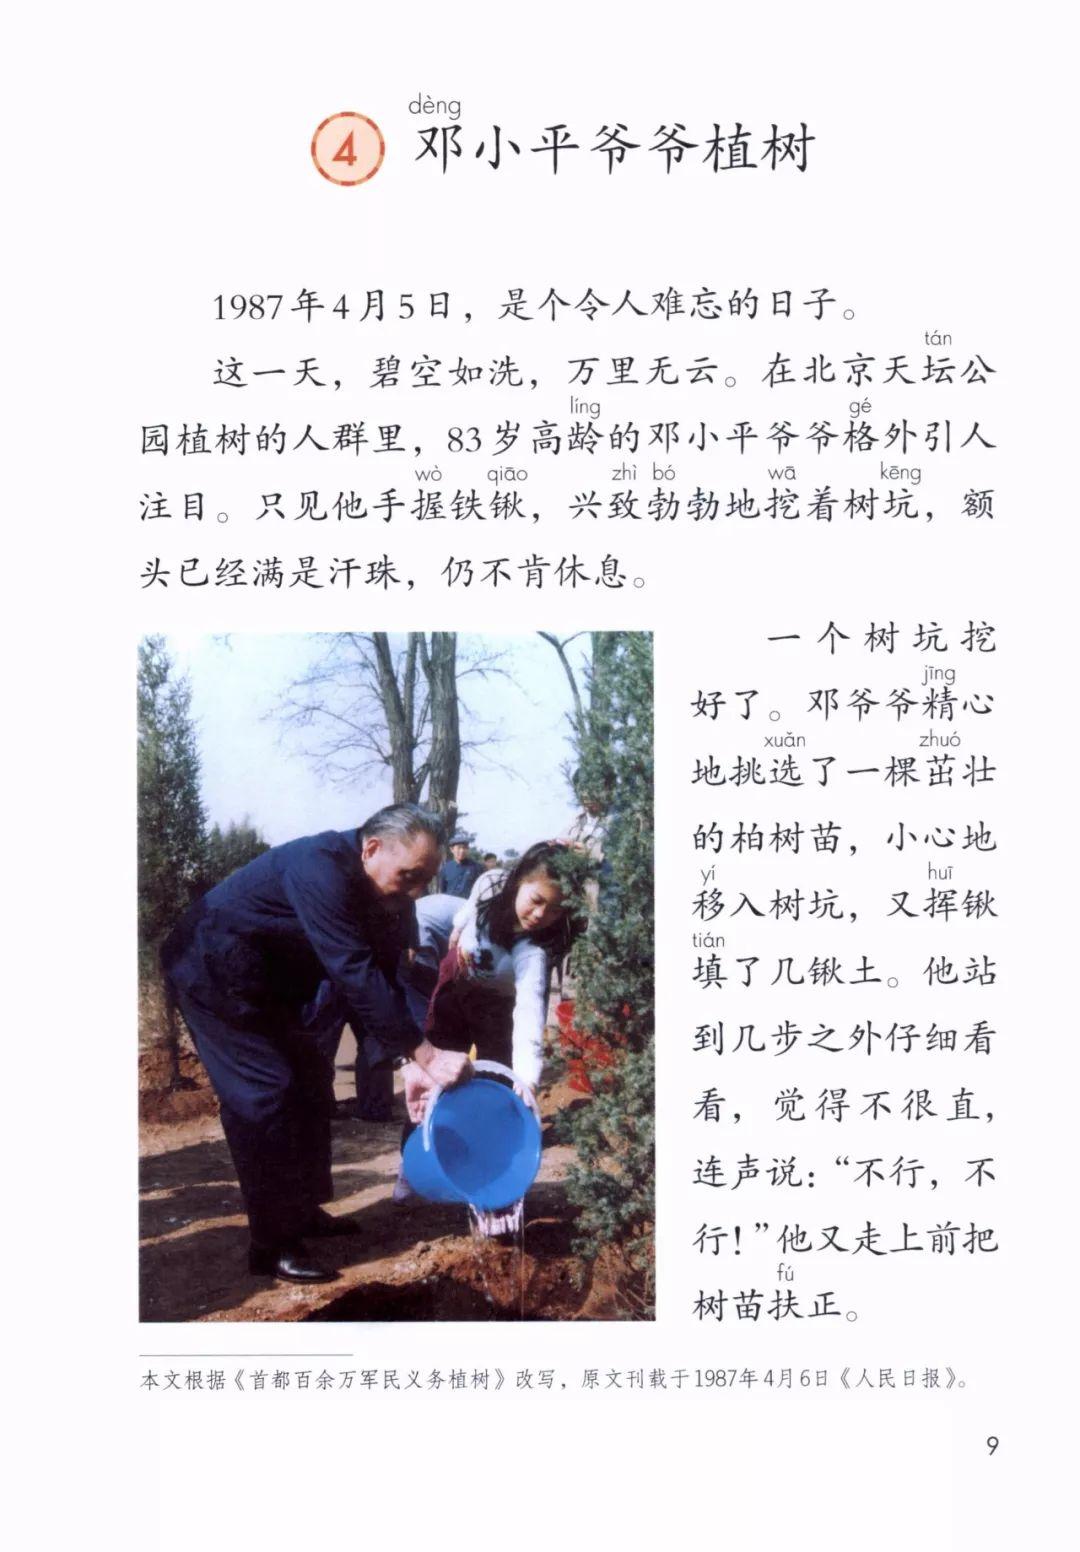 dèng
4 邓小平爷爷植树
1987年4月5日，是个令人难忘的日子。
tán
这一天，碧空如洗，万里无云。在北京天坛公
líng gé
园植树的人群里，83岁高龄的邓小平爷爷格外引人
wò qiāo zhì bó wā kēng
注目。只见他手握铁锹，兴致勃勃地挖着树坑，额
头已经满是汗珠，仍不肯休息。
一个树坑挖
jīng
好了。邓爷爷精心
xuǎn zhuó
地挑选了一棵茁壮
的柏树苗，小心地
yí huī
移入树坑，又挥锹
tián
填了几锹土。他站
到几步之外仔细看
看，觉得不很直，
连声说：“不行，不
行！”他又走上前把
fú
树苗扶正。
本文根据《首都百余万军民义务植树》改写，原文刊载于1987年4月6日《人民日报》。
9